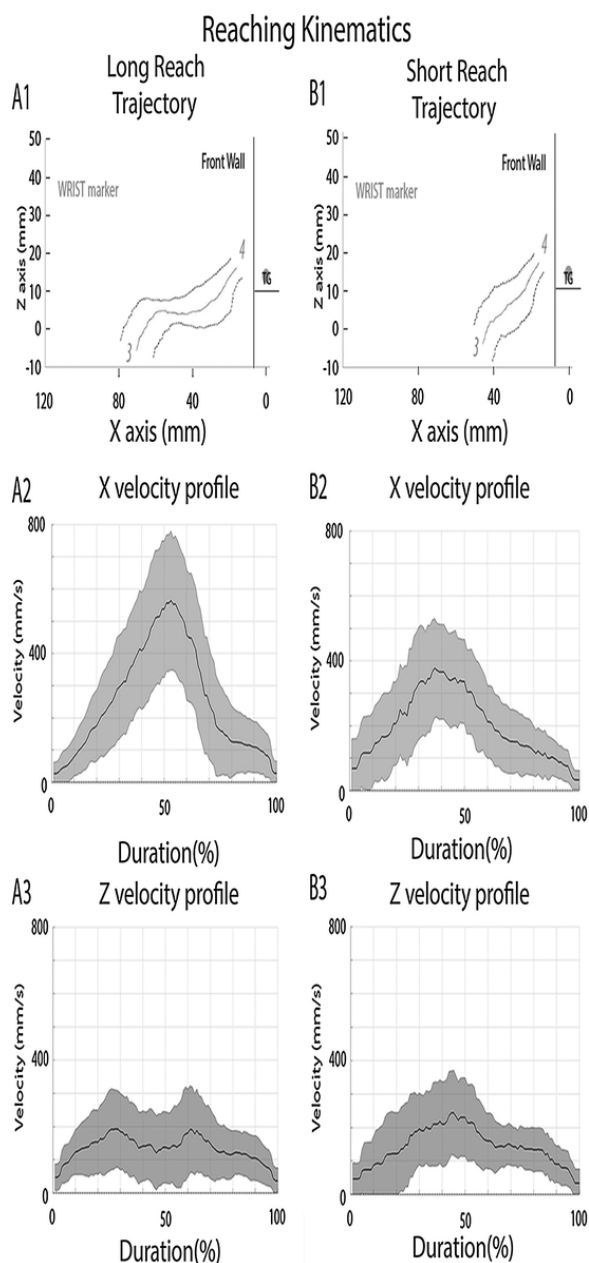 Reaching Kinematics
Long Reach
Trajectory
Short Reach
Trajectory
A1
B1
50
40
30
20
10
0
-10
Z axis (mm)
WRIST marker
Front Wall
TG
4
3
120 80 40 0
X axis (mm)
50
40
30
20
10
0
-10
Z axis (mm)
WRIST marker
Front Wall
TG
4
3
120 80 40 0
X axis (mm)
A2 X velocity profile
800
400
0
Velocity (mm/s)
0 50 100
Duration(%)
B2 X velocity profile
800
400
0
Velocity (mm/s)
0 50 100
Duration(%)
A3 Z velocity profile
800
400
0
Velocity (mm/s)
0 50 100
Duration(%)
B3 Z velocity profile
800
400
0
Velocity (mm/s)
0 50 100
Duration(%)